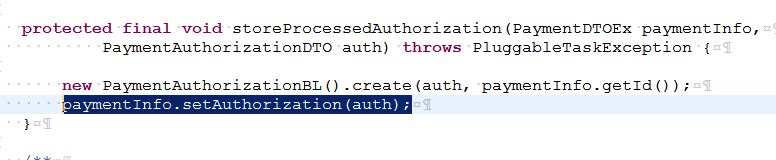 protected final void storeProcessedAuthorization(PaymentDTOEx paymentInfo,¤¶
PaymentAuthorizationDTO auth) throws PluggableTaskException {¤¶
new PaymentAuthorizationBL().create(auth, paymentInfo.getId());¤¶
paymentInfo.setAuthorization(auth);¤¶
}¤¶
/**¤¶